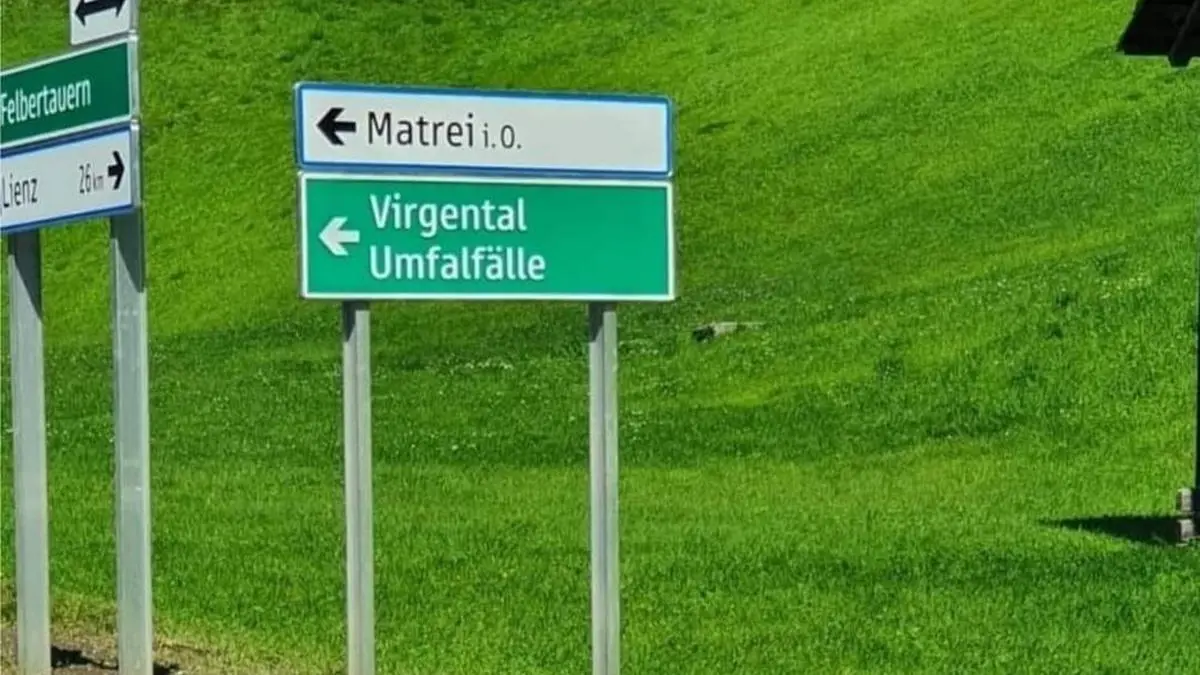 Felbertauern
Lienz 26 km
Matrei i. O.
Virgental
Umfalfälle